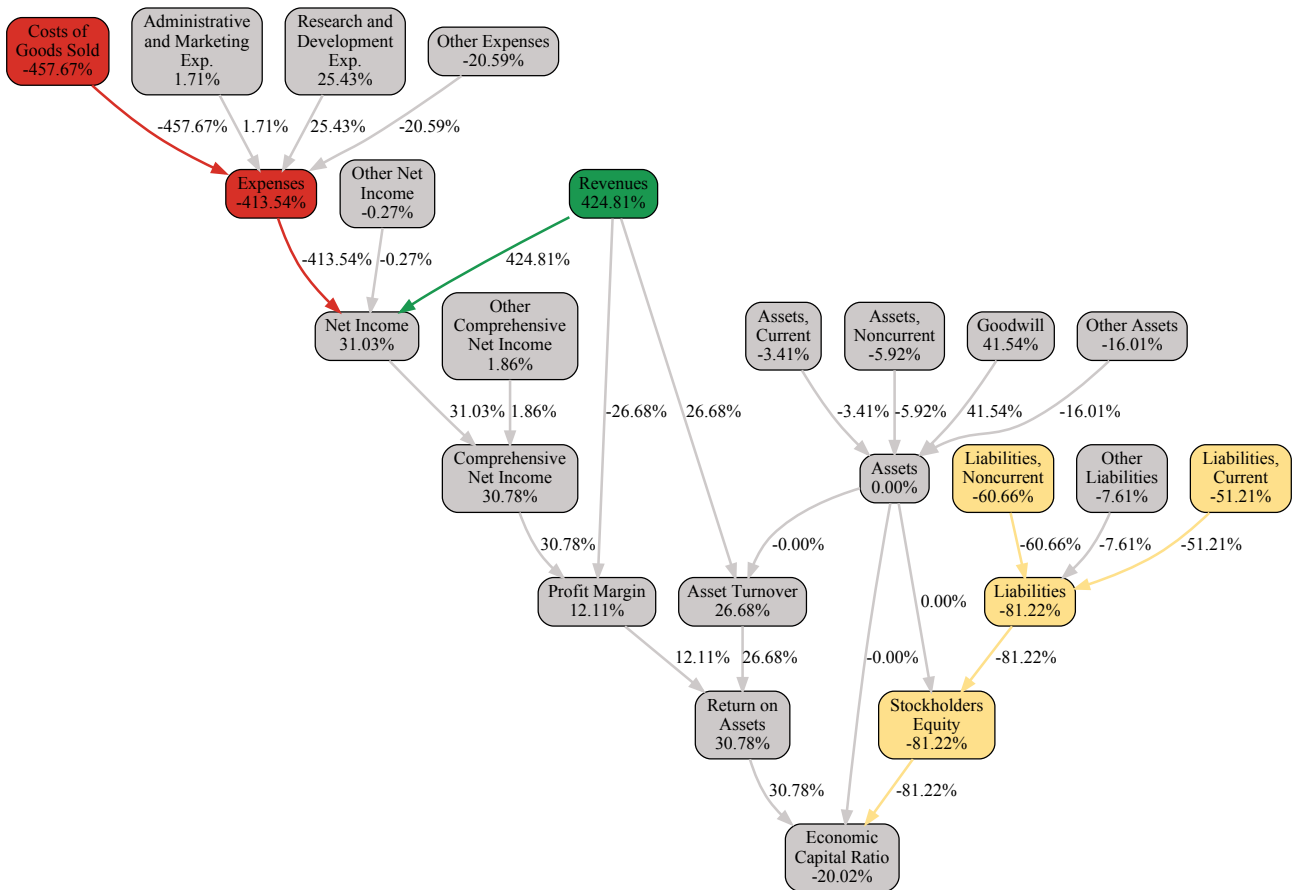 Costs of
Goods Sold
-457.67%
Administrative
and Marketing
Exp.
1.71%
Research and
Development
Exp.
25.43%
Other Expenses
-20.59%
-457.67%
1.71%
25.43%
-20.59%
Expenses
-413.54%
Other Net
Income
-0.27%
Revenues
424.81%
-413.54%
-0.27%
424.81%
Net Income
31.03%
Other
Comprehensive
Net Income
1.86%
Assets,
Current
-3.41%
Assets,
Noncurrent
-5.92%
Goodwill
41.54%
Other Assets
-16.01%
31.03%
1.86%
-26.68%
26.68%
-3.41%
-5.92%
41.54%
-16.01%
Comprehensive
Net Income
30.78%
Assets
0.00%
Liabilities,
Noncurrent
-60.66%
Other
Liabilities
-7.61%
Liabilities,
Current
-51.21%
30.78%
-0.00%
-60.66%
-7.61%
-51.21%
Profit Margin
12.11%
Asset Turnover
26.68%
0.00%
Liabilities
-81.22%
12.11%
26.68%
-0.00%
-81.22%
Return on
Assets
30.78%
Stockholders
Equity
-81.22%
30.78%
-81.22%
Economic
Capital Ratio
-20.02%